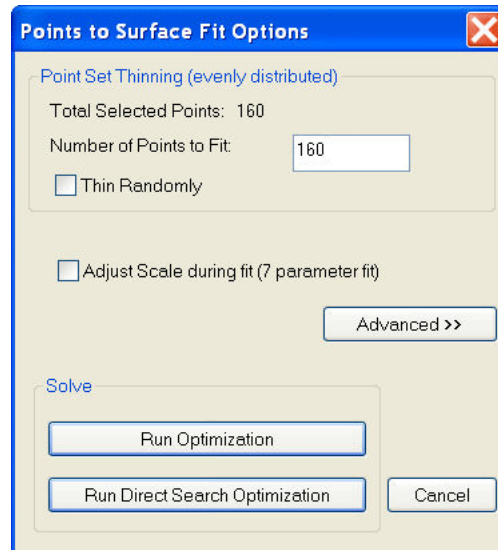 Points to Surface Fit Options
Point Set Thinning (evenly distributed)
Total Selected Points: 160
Number of Points to Fit: 160
Thin Randomly
Adjust Scale during fit (7 parameter fit)
Advanced >>
Solve
Run Optimization
Run Direct Search Optimization
Cancel